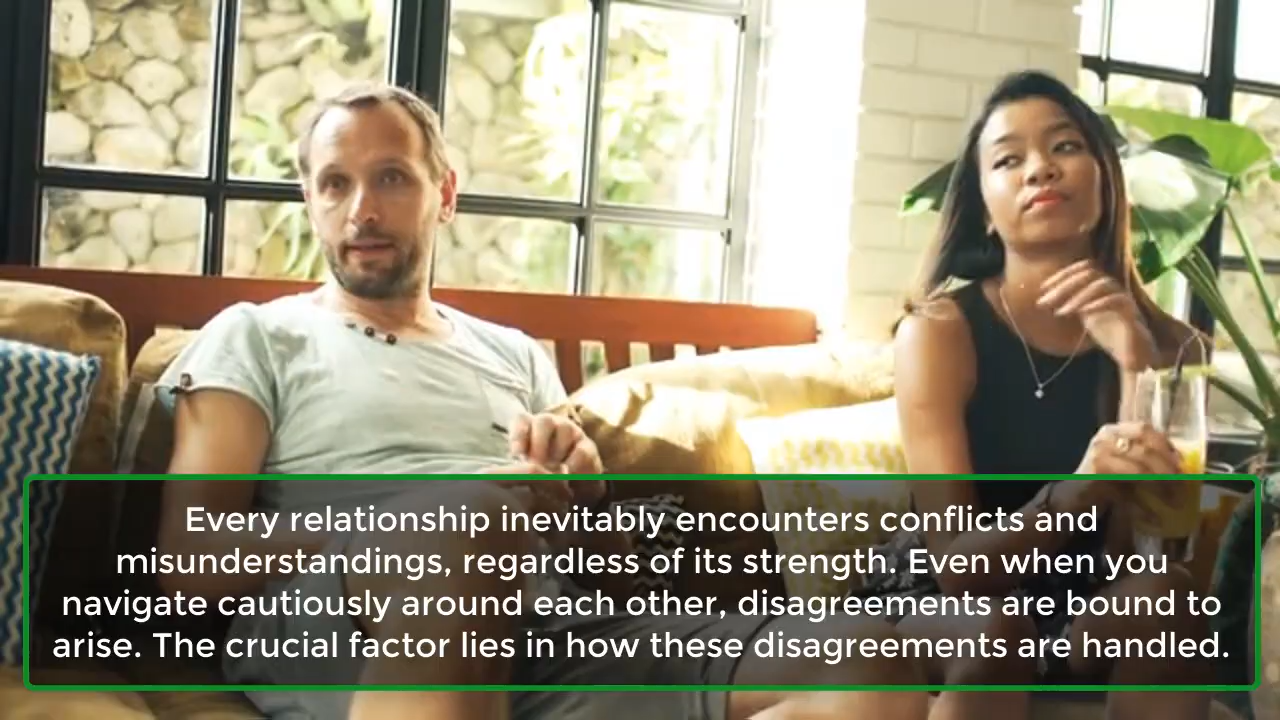 Every relationship inevitably encounters conflicts and
misunderstandings, regardless of its strength. Even when you
navigate cautiously around each other, disagreements are bound to
arise. The crucial factor lies in how these disagreements are handled.